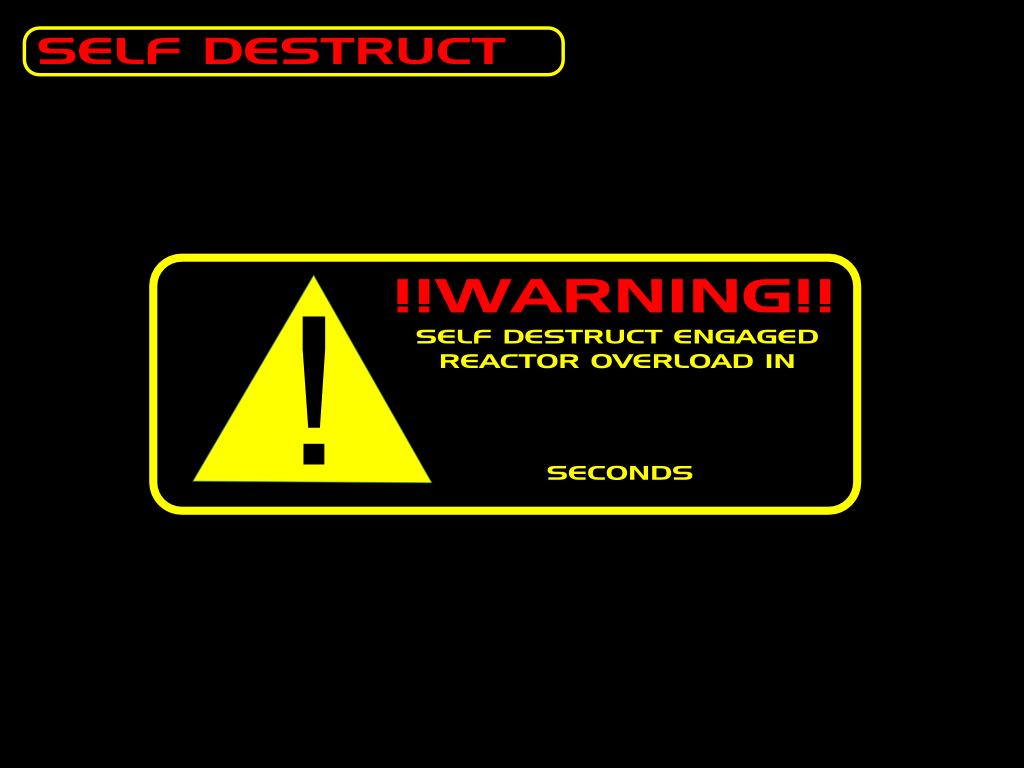 SELF DESTRUCT
!!WARNING!!
SELF DESTRUCT ENGAGED
REACTOR OVERLOAD IN
SECONDS
!